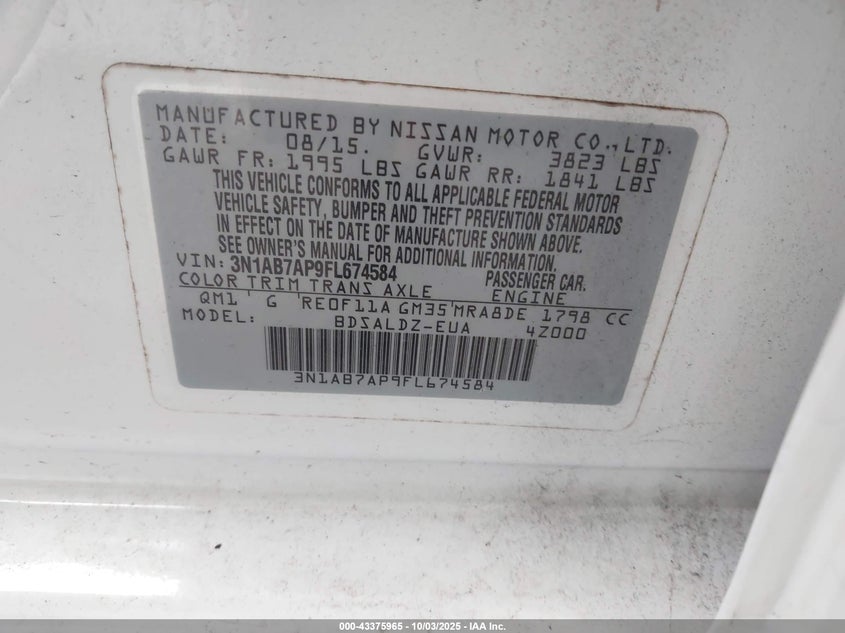 MANUFACTURED BY NISSAN MOTOR CO., LTD.
DATE: 08/15. GVWR: 3823 LBS
GAWR FR: 1995 LBS GAWR RR: 1841 LBS
THIS VEHICLE CONFORMS TO ALL APPLICABLE FEDERAL MOTOR
VEHICLE SAFETY, BUMPER AND THEFT PREVENTION STANDARDS
IN EFFECT ON THE DATE OF MANUFACTURE SHOWN ABOVE.
SEE OWNER'S MANUAL FOR ADDITIONAL INFORMATION
VIN: 3N1AB7AP9FL674584 PASSENGER CAR.
COLOR TRIM TRANS AXLE ENGINE
QM1 G RE0F11A GM35 MRA8DE 1798 CC
MODEL: BDSALDZ-EUA 4Z000
3N1AB7AP9FL674584
000-43375965 | 10/03/2025 | IAA Inc.